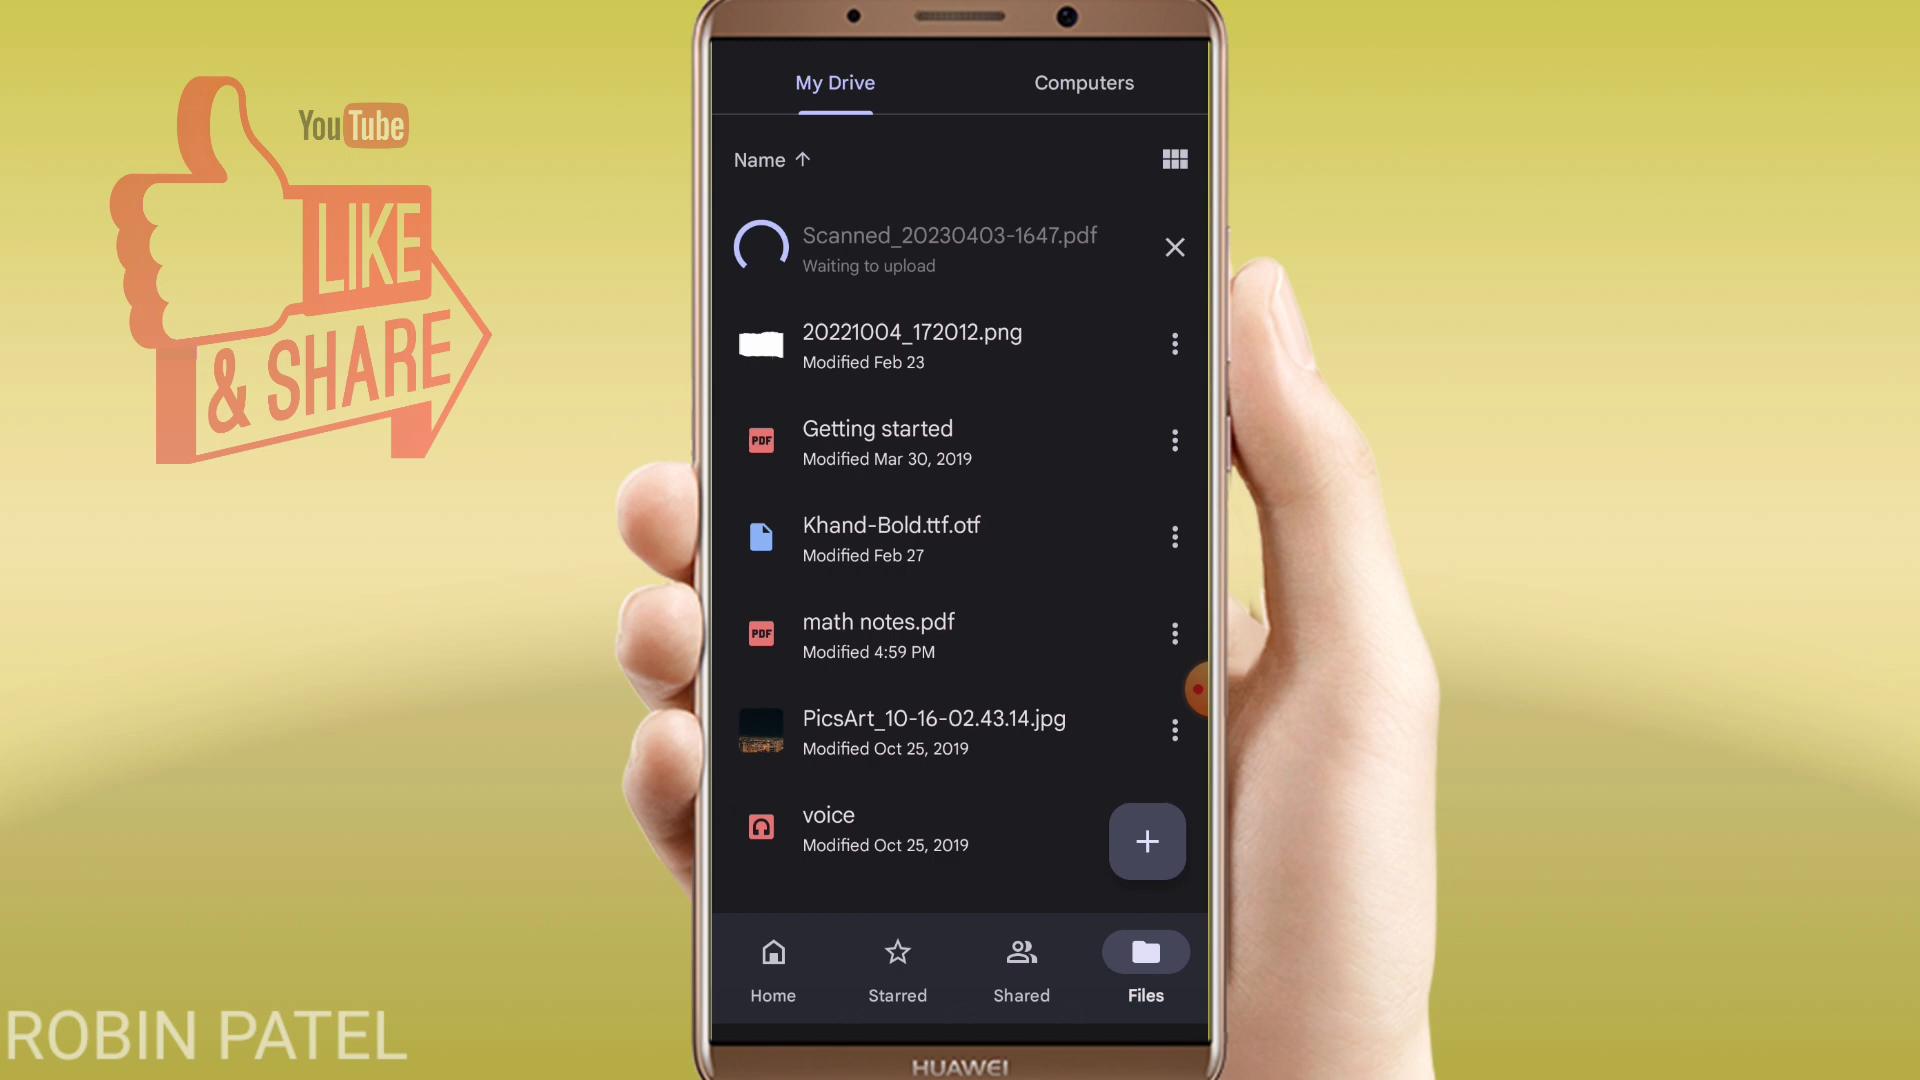 YouTube
LIKE
& SHARE
My Drive
Computers
Name
Scanned_20230403-1647.pdf
Waiting to upload
20221004_172012.png
Modified Feb 23
PDF
Getting started
Modified Mar 30, 2019
Khand-Bold.ttf.otf
Modified Feb 27
PDF
math notes.pdf
Modified 4:59 PM
PicsArt_10-16-02.43.14.jpg
Modified Oct 25, 2019
voice
Modified Oct 25, 2019
Home
Starred
Shared
Files
ROBIN PATEL
HUAWEI